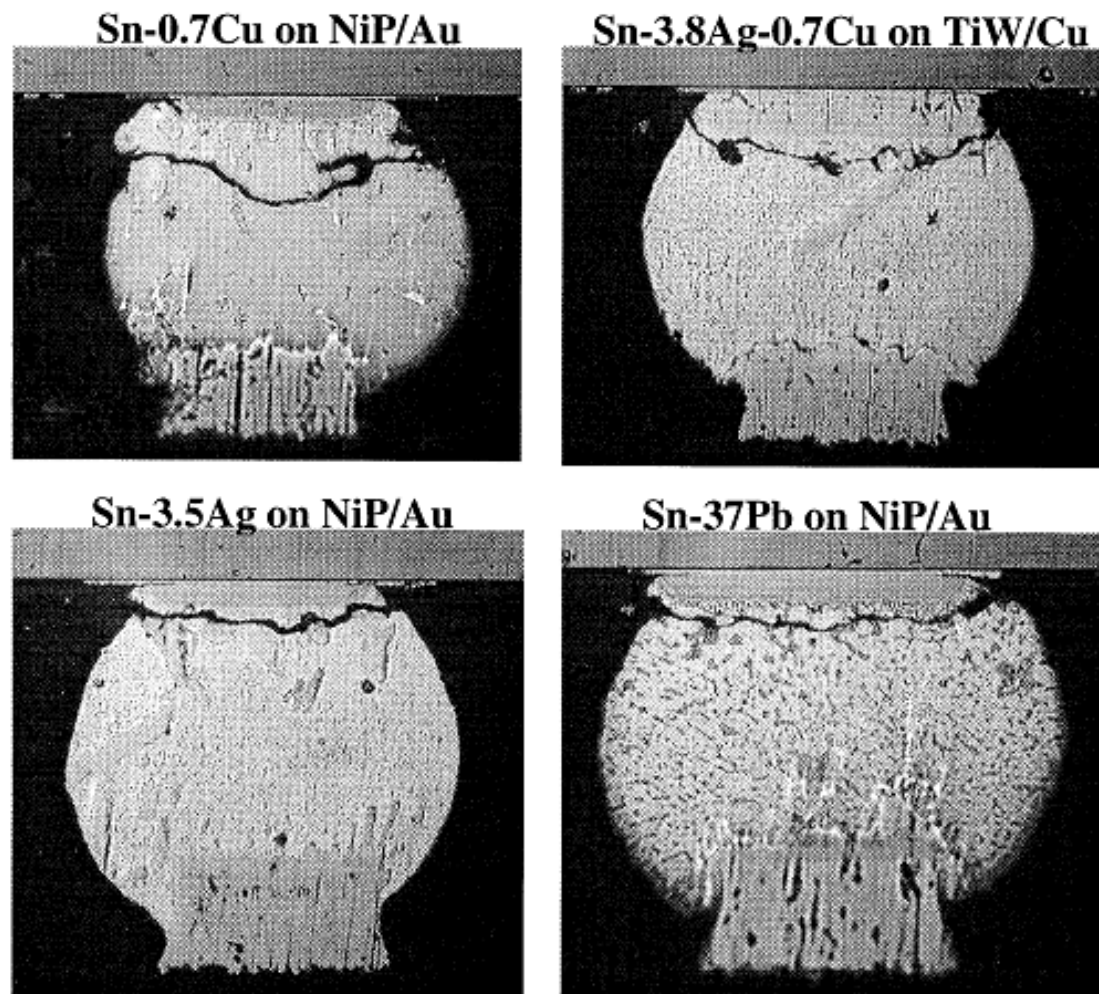 Sn-0.7Cu on NiP/Au
Sn-3.8Ag-0.7Cu on TiW/Cu
Sn-3.5Ag on NiP/Au
Sn-37Pb on NiP/Au